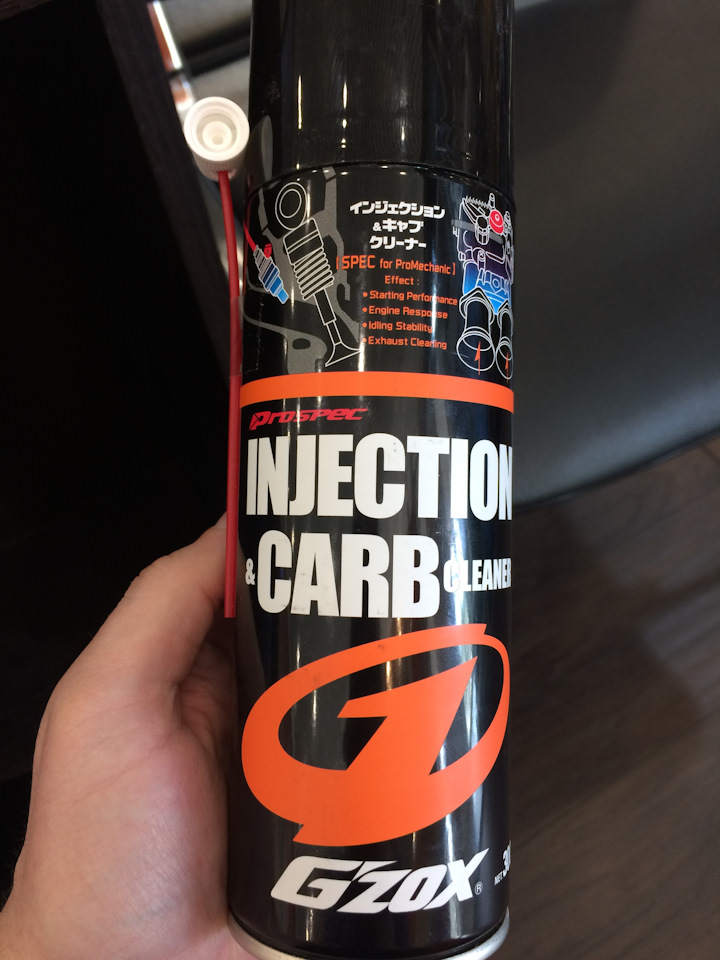 インジェクション
&キャブ
クリーナー
[SPEC for ProMechanic]
Effect :
• Starting Performance
• Engine Response
• Idling Stability
• Exhaust Cleaning
Prospec
INJECTION
& CARB CLEANER
G'ZOX ®
NET